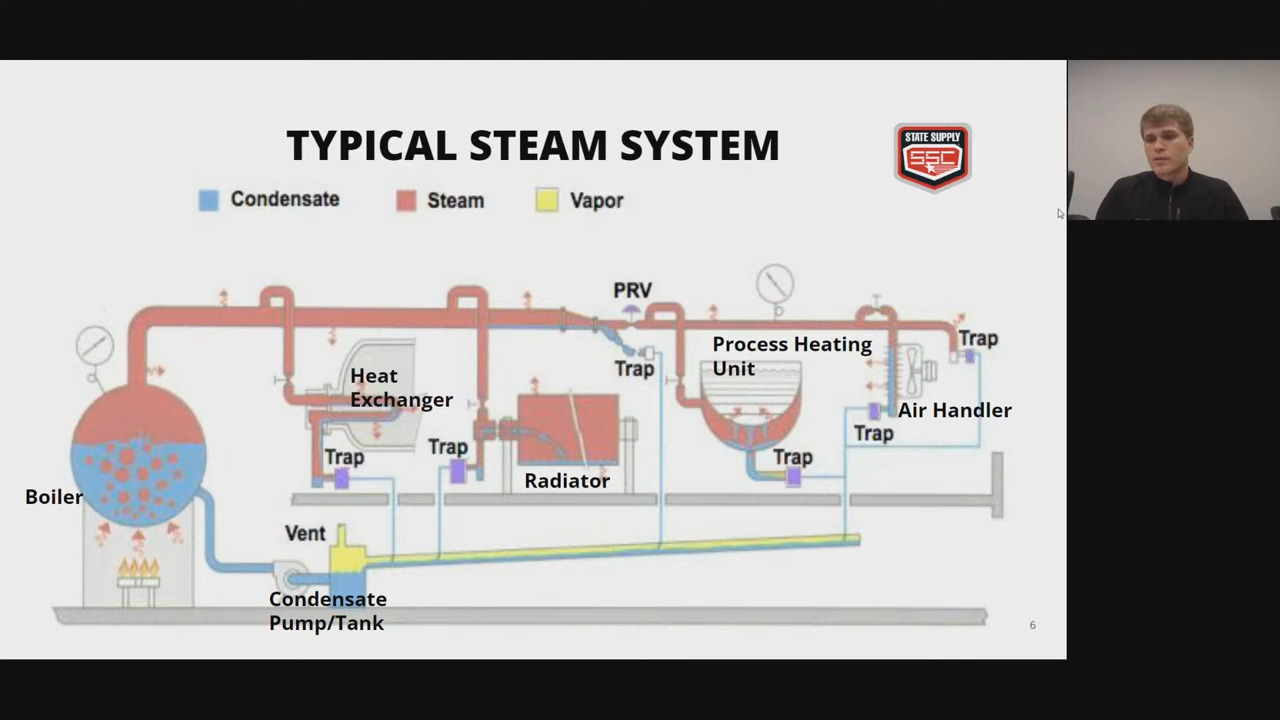 TYPICAL STEAM SYSTEM
STATE SUPPLY
SSC
Condensate
Steam
Vapor
PRV
Trap
Process Heating
Unit
Trap
Heat
Exchanger
Air Handler
Trap
Trap
Trap
Trap
Radiator
Boiler
Vent
Condensate
Pump/Tank
6